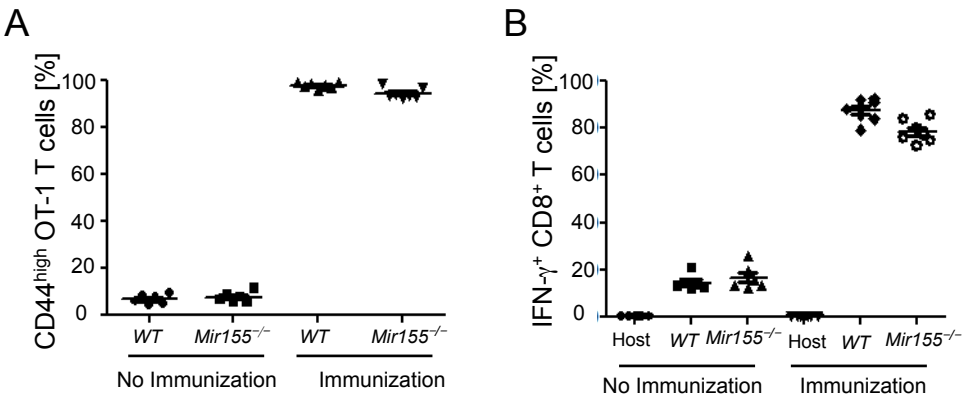 A
B
CD44high OT-1 T cells [%]
100
80
60
40
20
0
WT Mir155−/− WT Mir155−/−
No Immunization Immunization
IFN-γ+ CD8+ T cells [%]
100
80
60
40
20
0
Host WT Mir155−/− Host WT Mir155−/−
No Immunization Immunization